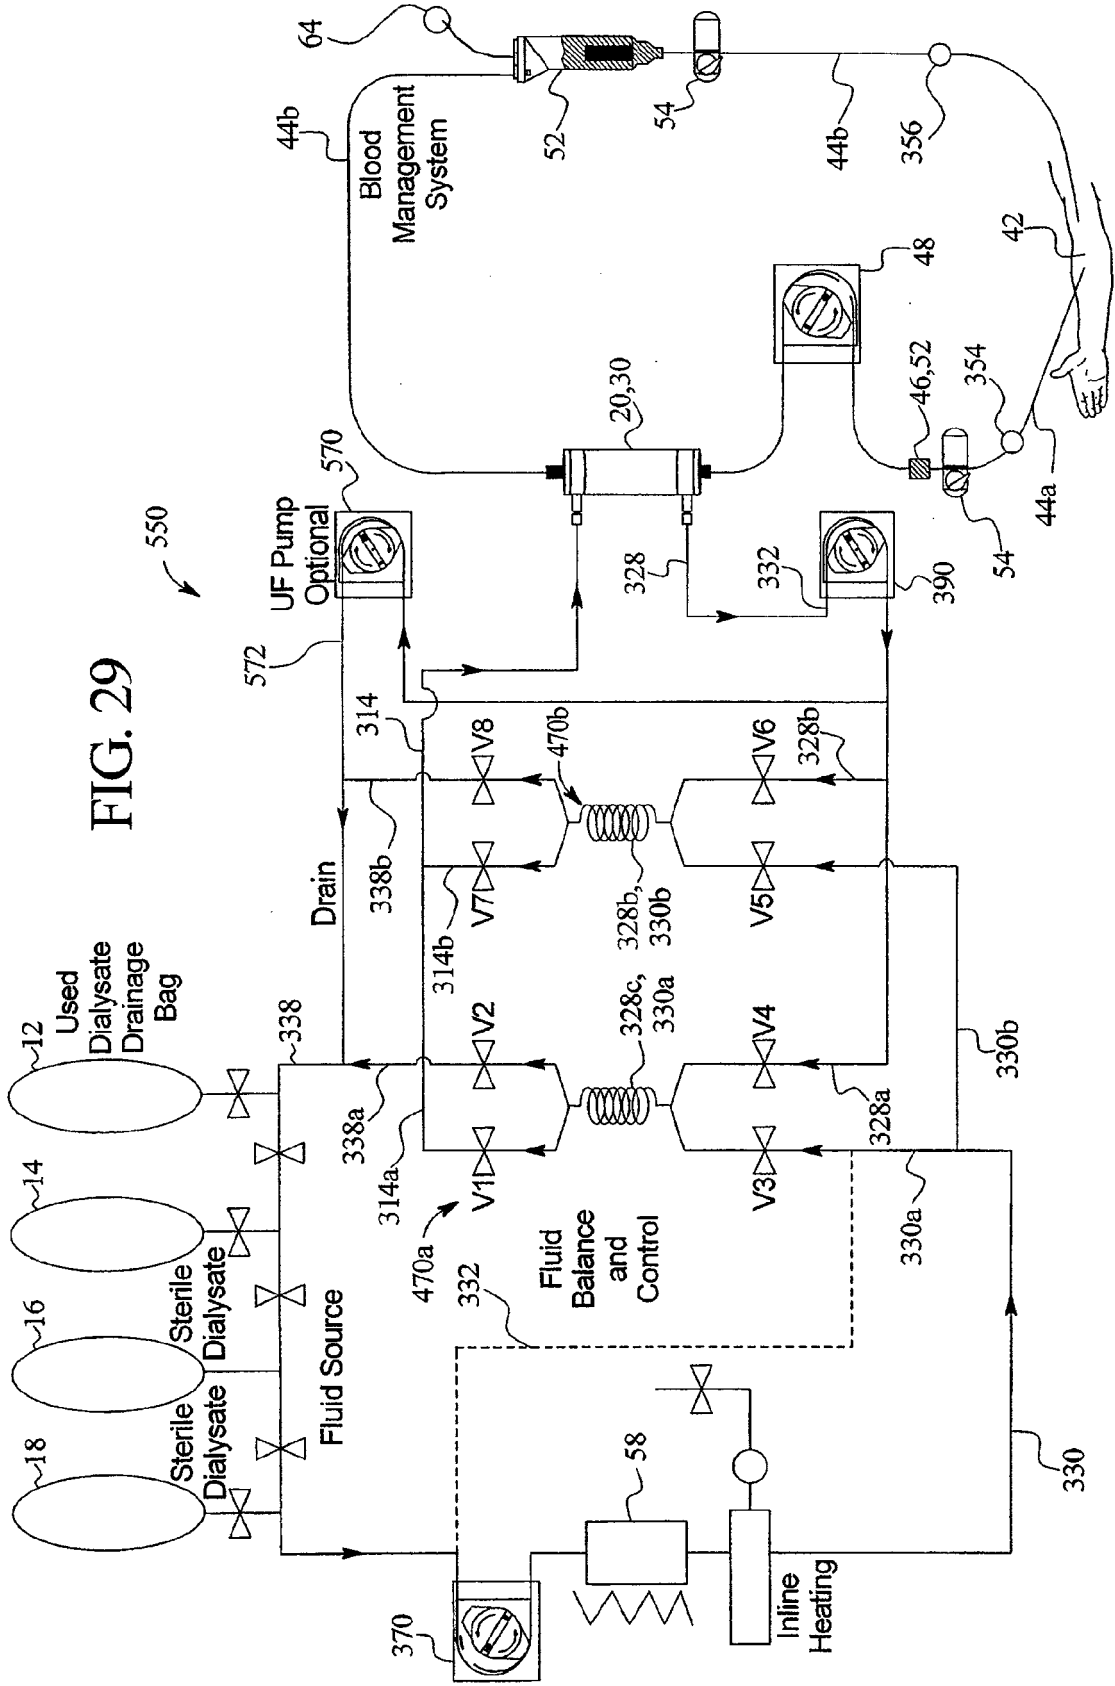 FIG. 29
550
12
Used
Dialysate
Drainage
Bag
14
16
Sterile
Dialysate
18
Sterile
Dialysate
Fluid Source
338
Drain
572
UF Pump
Optional
570
64
44b
Blood
Management
System
52
54
44b
356
338a
314a
338b
314b
314
V1
V2
V7
V8
470a
470b
328c,
330a
328b,
330b
Fluid
Balance
and
Control
332
V3
V4
V5
V6
328a
328b
330a
330b
330
370
58
Inline
Heating
20,30
328
332
390
48
46,52
54
354
44a
42